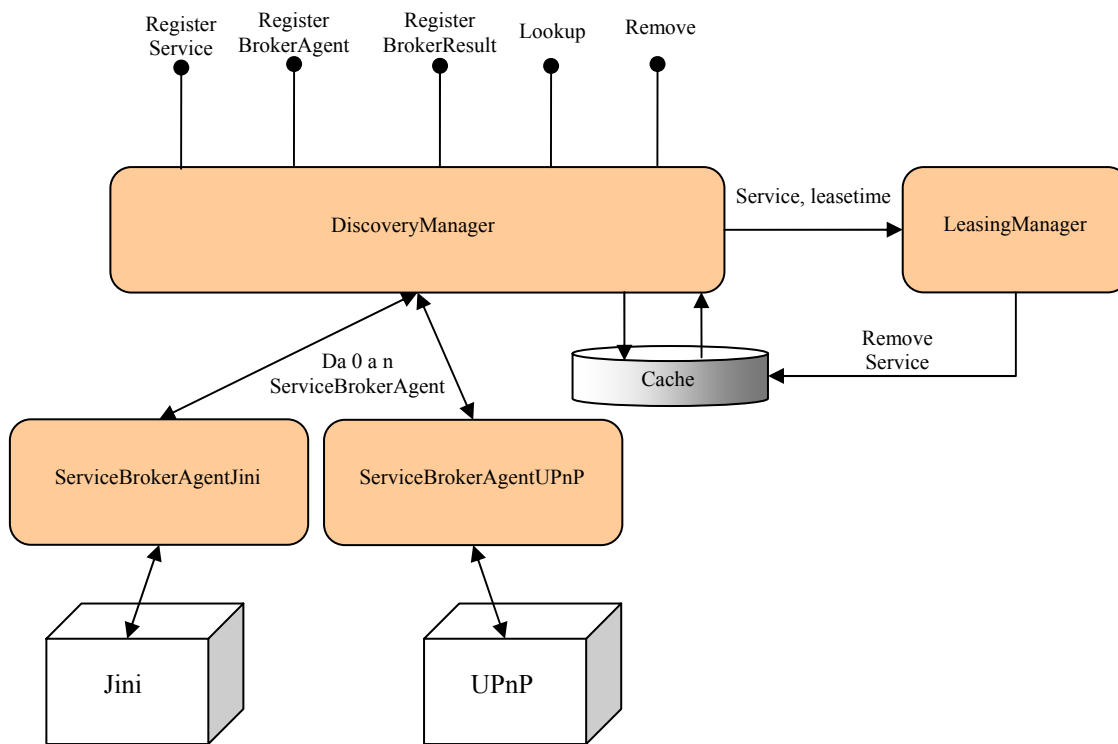 Register
Service
Register
BrokerAgent
Register
BrokerResult
Lookup
Remove
DiscoveryManager
Service, leasetime
LeasingManager
Da 0 a n
ServiceBrokerAgent
Cache
Remove
Service
ServiceBrokerAgentJini
ServiceBrokerAgentUPnP
Jini
UPnP